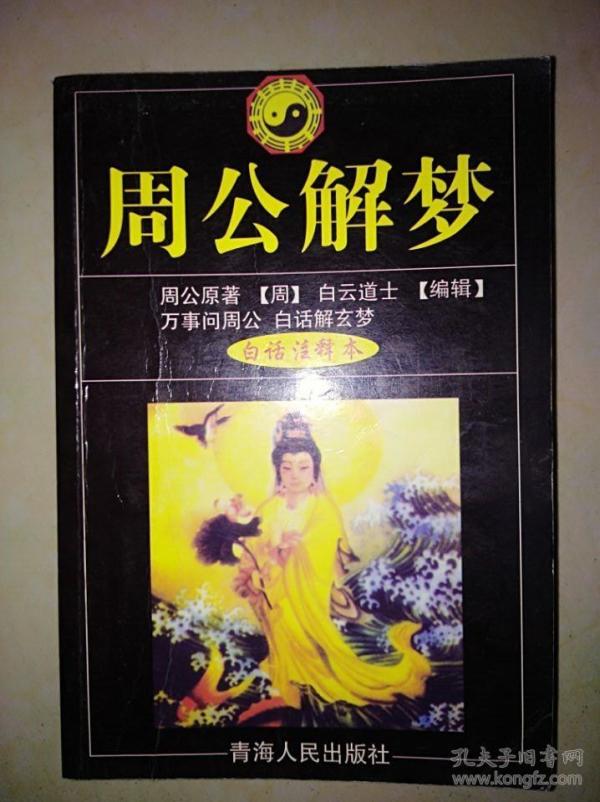 周公解梦
周公原著【周】 白云道士 【编辑】
万事问周公 白话解玄梦
白话注释本
青海人民出版社
孔夫子旧书网
www.kongfz.com